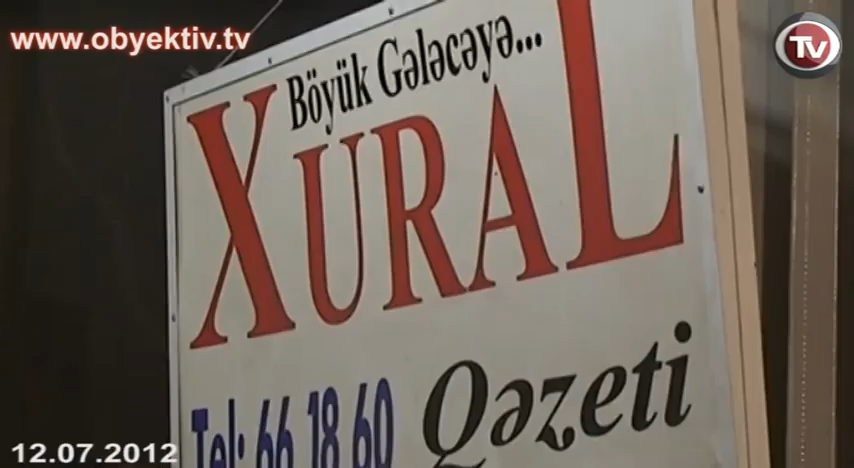 www.obyektiv.tv
TV
Böyük Gələcəyə...
XURAL
Tel: 66 18 60
Qəzeti
12.07.2012